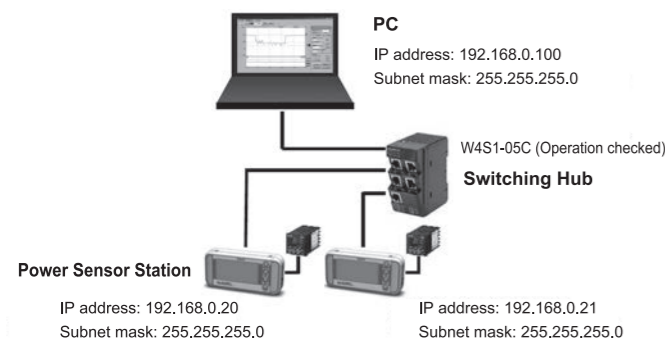 PC
IP address: 192.168.0.100
Subnet mask: 255.255.255.0
W4S1-05C (Operation checked)
Switching Hub
Power Sensor Station
IP address: 192.168.0.20
Subnet mask: 255.255.255.0
IP address: 192.168.0.21
Subnet mask: 255.255.255.0